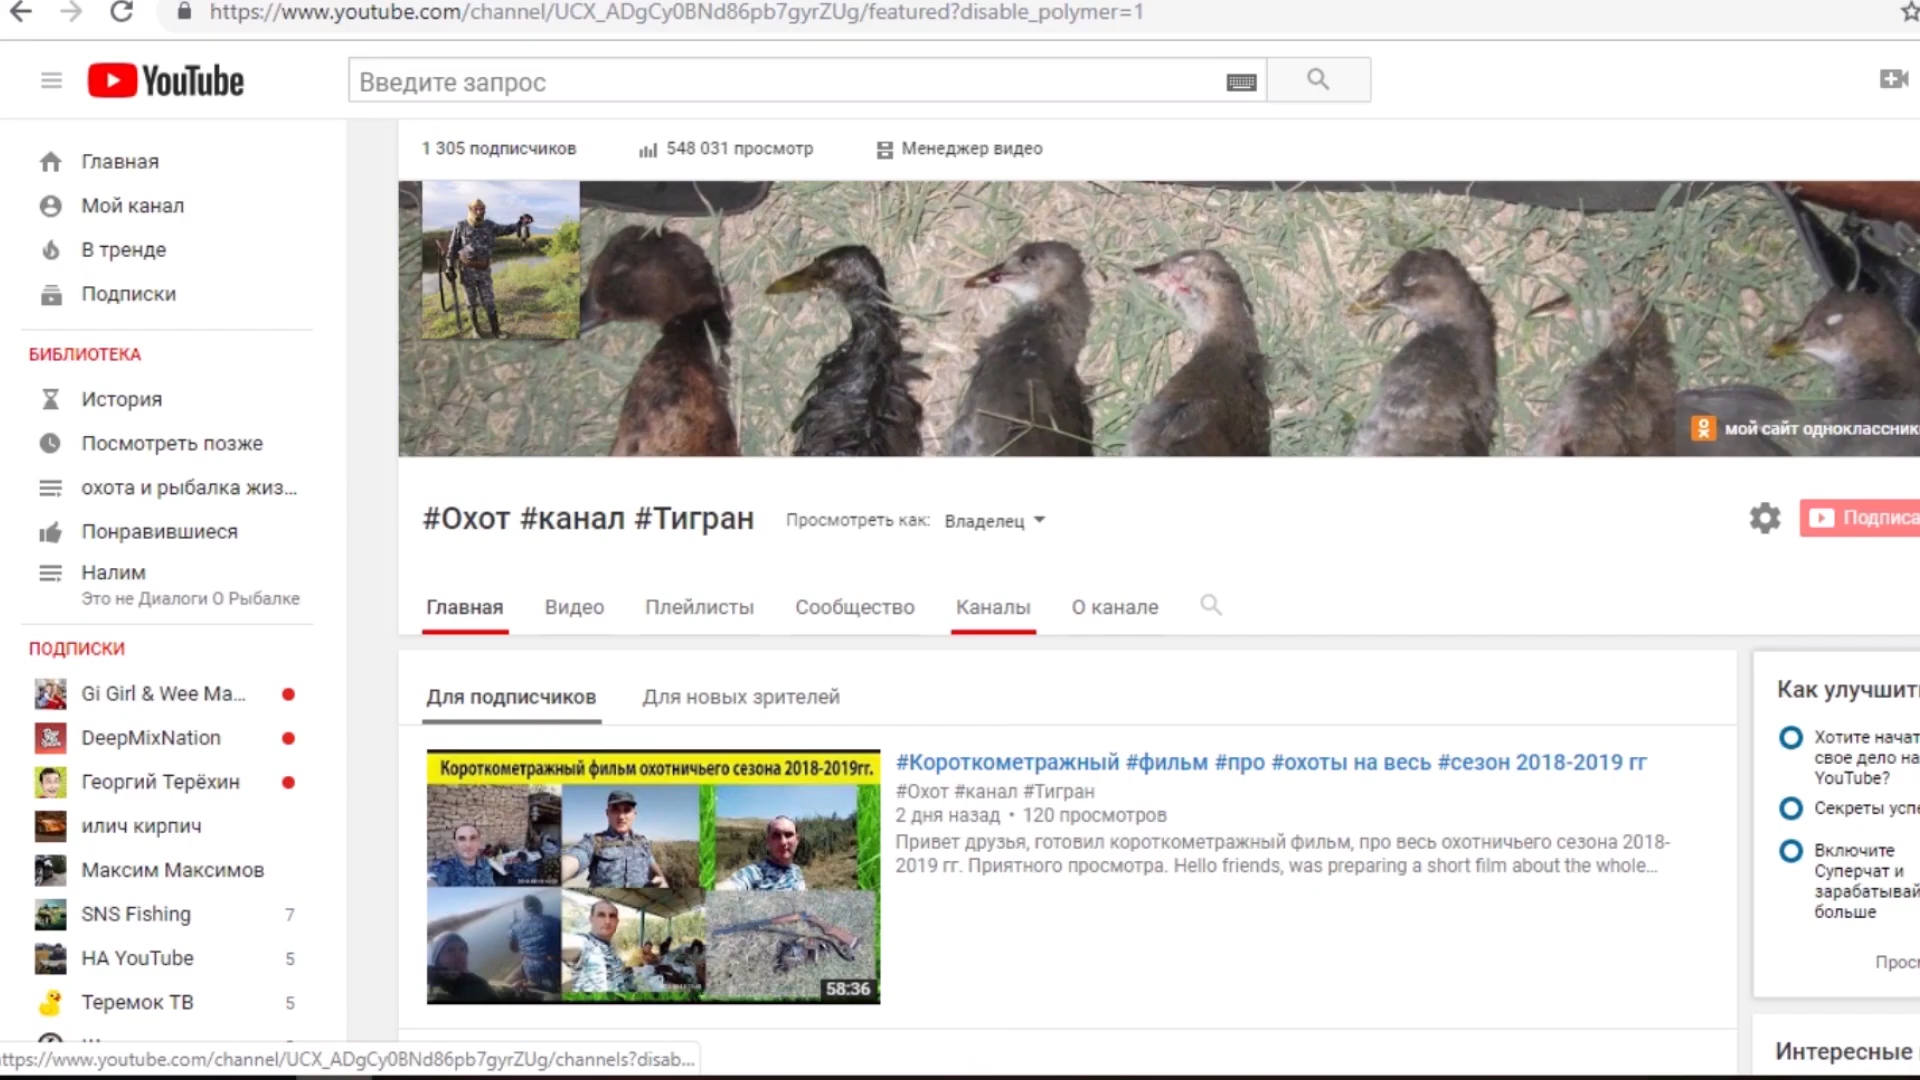 https://www.youtube.com/channel/UCX_ADgCy0BNd86pb7gyrZUg/featured?disable_polymer=1
YouTube
Введите запрос
1 305 подписчиков
548 031 просмотр
Менеджер видео
Главная
Мой канал
В тренде
Подписки
БИБЛИОТЕКА
История
Посмотреть позже
охота и рыбалка жиз...
Понравившиеся
Налим
Это не Диалоги О Рыбалке
ПОДПИСКИ
Gi Girl & Wee Ma...
DeepMixNation
Георгий Терёхин
илич кирпич
Максим Максимов
SNS Fishing 7
НА YouTube 5
Теремок ТВ 5
мой сайт одноклассник
#Охот #канал #Тигран
Просмотреть как: Владелец
Подписа
Главная Видео Плейлисты Сообщество Каналы О канале
Для подписчиков Для новых зрителей
Короткометражный фильм охотничьего сезона 2018-2019гг.
58:36
#Короткометражный #фильм #про #охоты на весь #сезон 2018-2019 гг
#Охот #канал #Тигран
2 дня назад • 120 просмотров
Привет друзья, готовил короткометражный фильм, про весь охотничьего сезона 2018-
2019 гг. Приятного просмотра. Hello friends, was preparing a short film about the whole...
Как улучшит
Хотите начат
свое дело на
YouTube?
Секреты успе
Включите
Суперчат и
зарабатывай
больше
Прос
Интересные
ttps://www.youtube.com/channel/UCX_ADgCy0BNd86pb7gyrZUg/channels?disab...